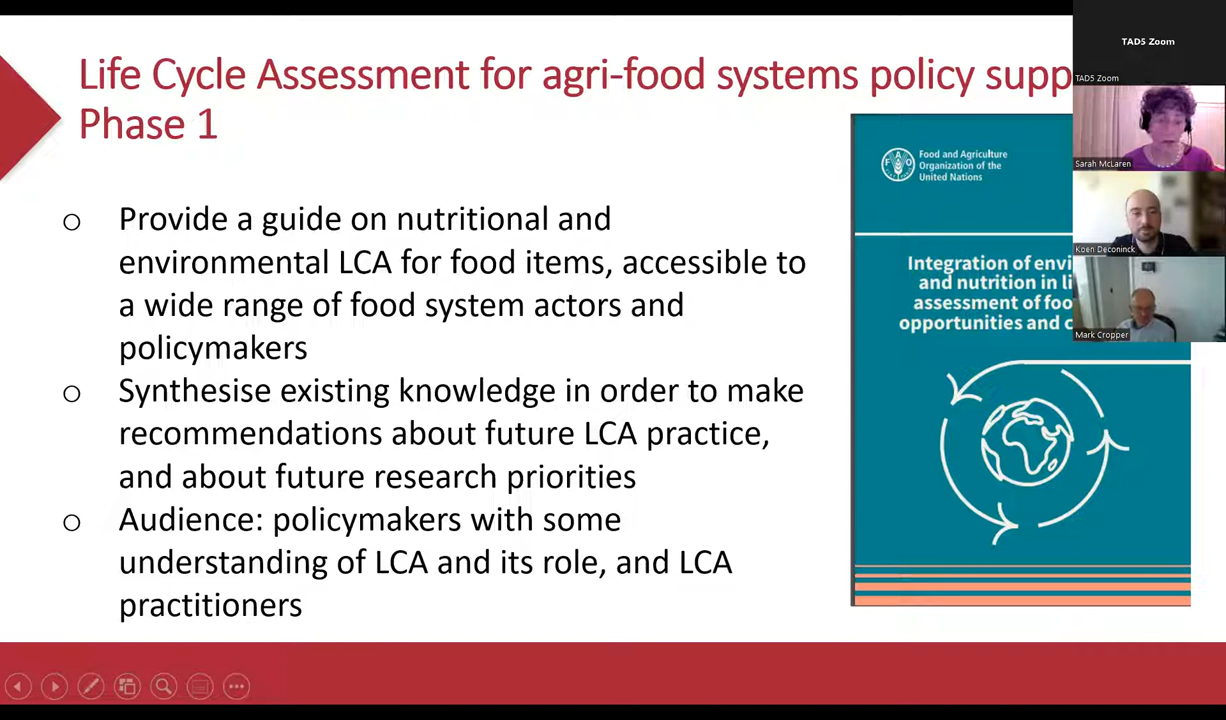 Life Cycle Assessment for agri-food systems policy supp
Phase 1
o Provide a guide on nutritional and
environmental LCA for food items, accessible to
a wide range of food system actors and
policymakers
o Synthesise existing knowledge in order to make
recommendations about future LCA practice,
and about future research priorities
o Audience: policymakers with some
understanding of LCA and its role, and LCA
practitioners
FAO
Food and Agriculture
Organization of the
United Nations
Integration of envi
and nutrition in li
assessment of foo
opportunities and c
TAD5 Zoom
TAD5 Zoom
Sarah McLaren
Koen Deconinck
Mark Cropper